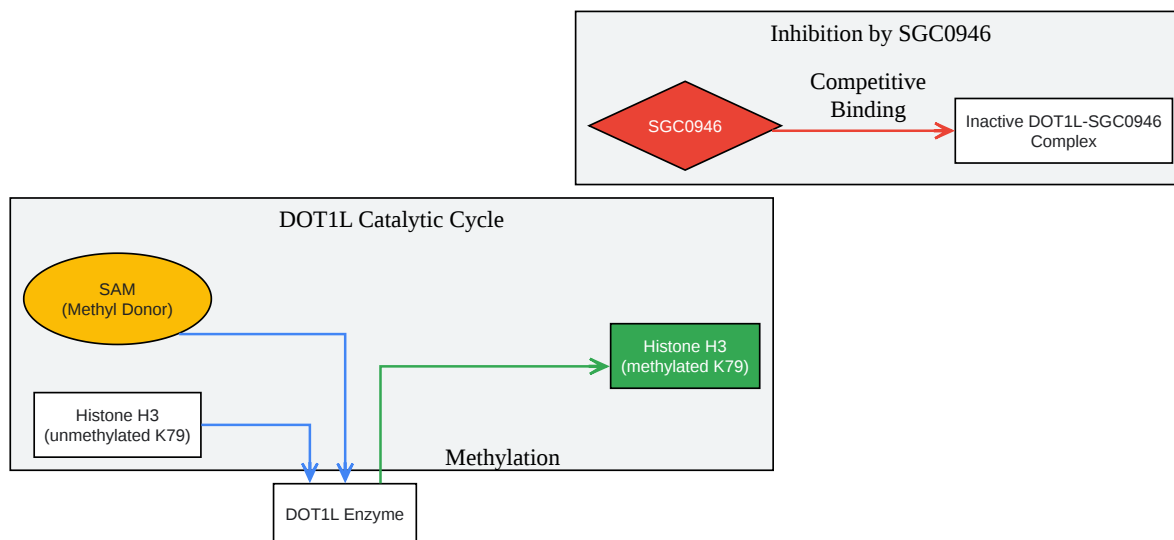 Inhibition by SGC0946
Competitive
Binding
SGC0946
Inactive DOT1L-SGC0946
Complex
DOT1L Catalytic Cycle
SAM
(Methyl Donor)
Histone H3
(methylated K79)
Histone H3
(unmethylated K79)
Methylation
DOT1L Enzyme